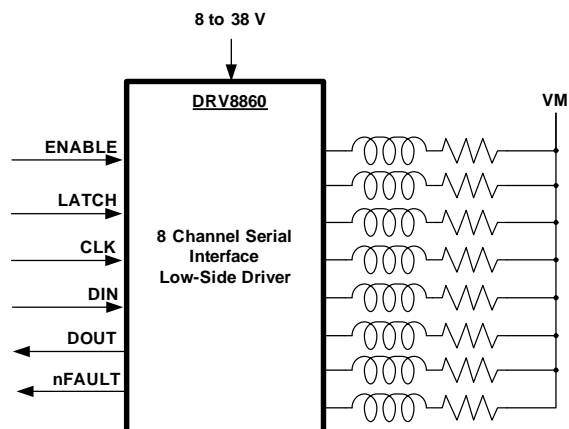 8 to 38 V
DRV8860
VM
ENABLE
LATCH
CLK
8 Channel Serial
Interface
Low-Side Driver
DIN
DOUT
nFAULT